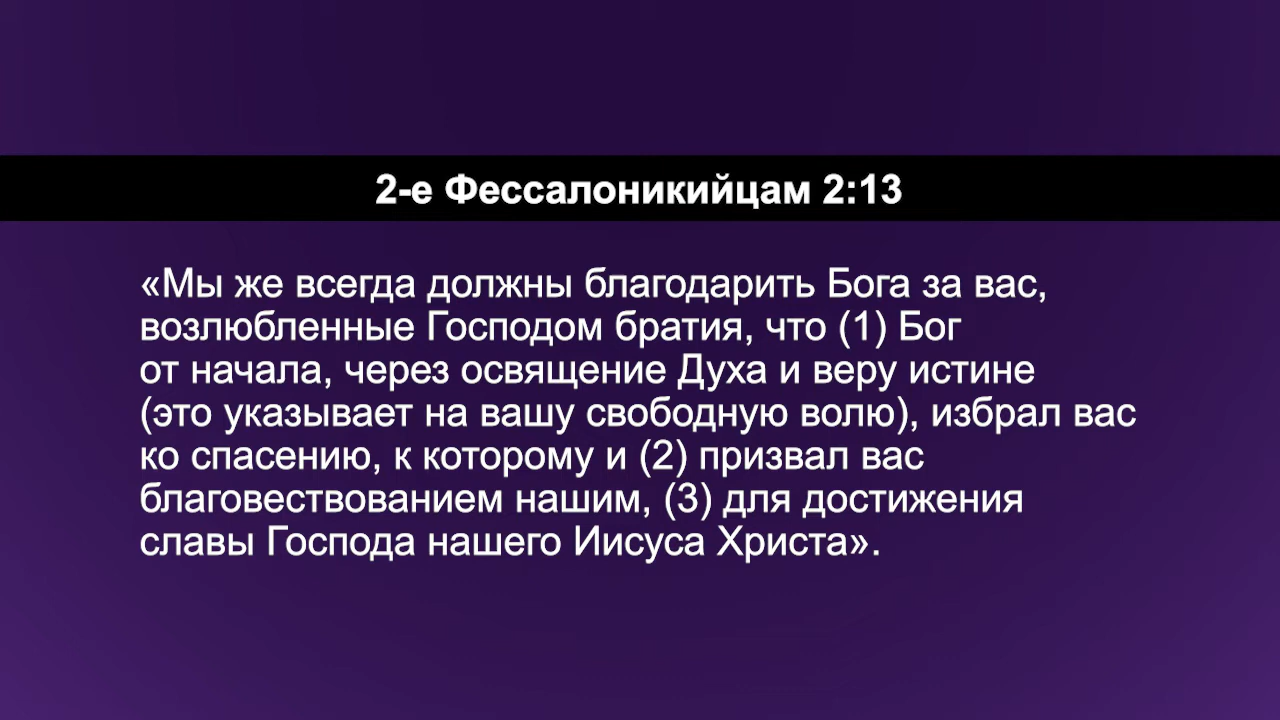 2-е Фессалоникийцам 2:13
«Мы же всегда должны благодарить Бога за вас,
возлюбленные Господом братия, что (1) Бог
от начала, через освящение Духа и веру истине
(это указывает на вашу свободную волю), избрал вас
ко спасению, к которому и (2) призвал вас
благовествованием нашим, (3) для достижения
славы Господа нашего Иисуса Христа».